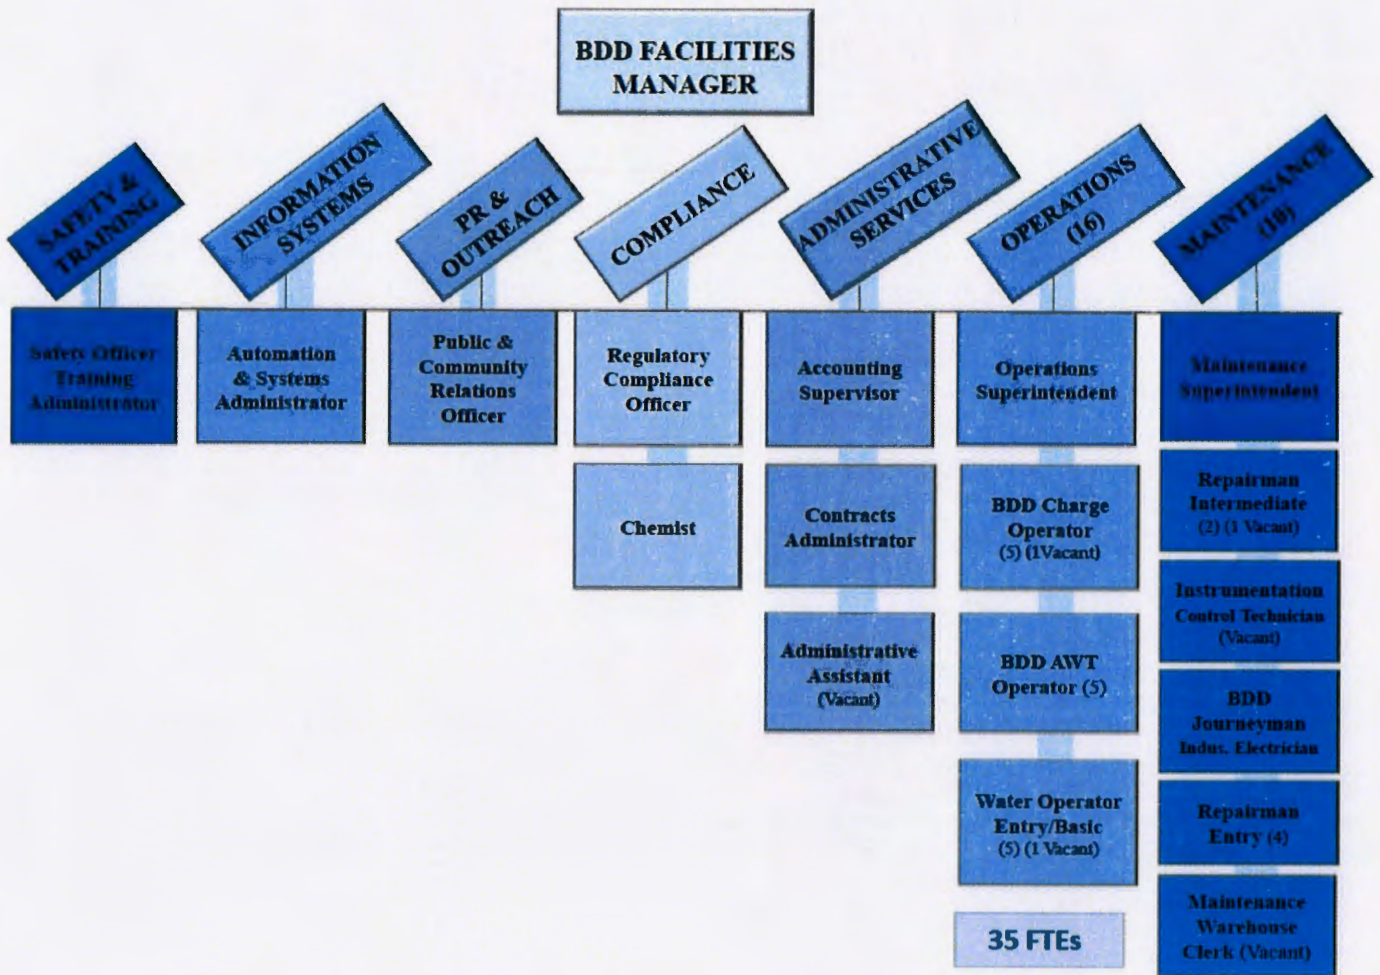 BDD FACILITIES
MANAGER
SAFETY &
TRAINING
INFORMATION
SYSTEMS
PR &
OUTREACH
COMPLIANCE
ADMINISTRATIVE
SERVICES
OPERATIONS
(16)
MAINTENANCE
(10)
Safety Officer
Training
Administrator
Automation
& Systems
Administrator
Public &
Community
Relations
Officer
Regulatory
Compliance
Officer
Chemist
Accounting
Supervisor
Contracts
Administrator
Administrative
Assistant
(Vacant)
Operations
Superintendent
BDD Charge
Operator
(5) (1Vacant)
BDD AWT
Operator (5)
Water Operator
Entry/Basic
(5) (1 Vacant)
35 FTEs
Maintenance
Superintendent
Repairman
Intermediate
(2) (1 Vacant)
Instrumentation
Control Technician
(Vacant)
BDD
Journeyman
Indus. Electrician
Repairman
Entry (4)
Maintenance
Warehouse
Clerk (Vacant)